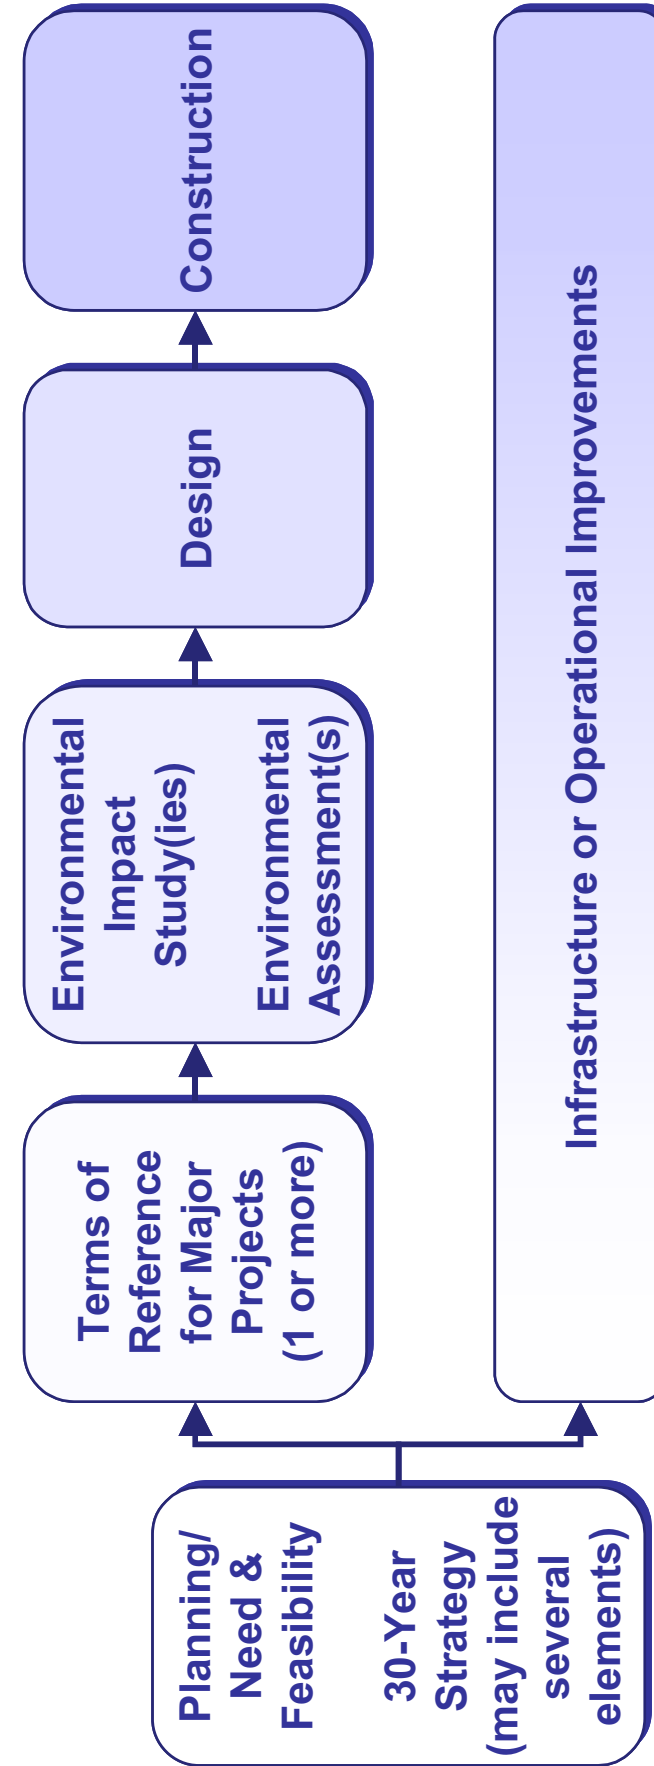 Planning/
Need &
Feasibility
30-Year
Strategy
(may include
several
elements)
Terms of
Reference
for Major
Projects
(1 or more)
Environmental
Impact
Study(ies)
Environmental
Assessment(s)
Design
Construction
Infrastructure or Operational Improvements